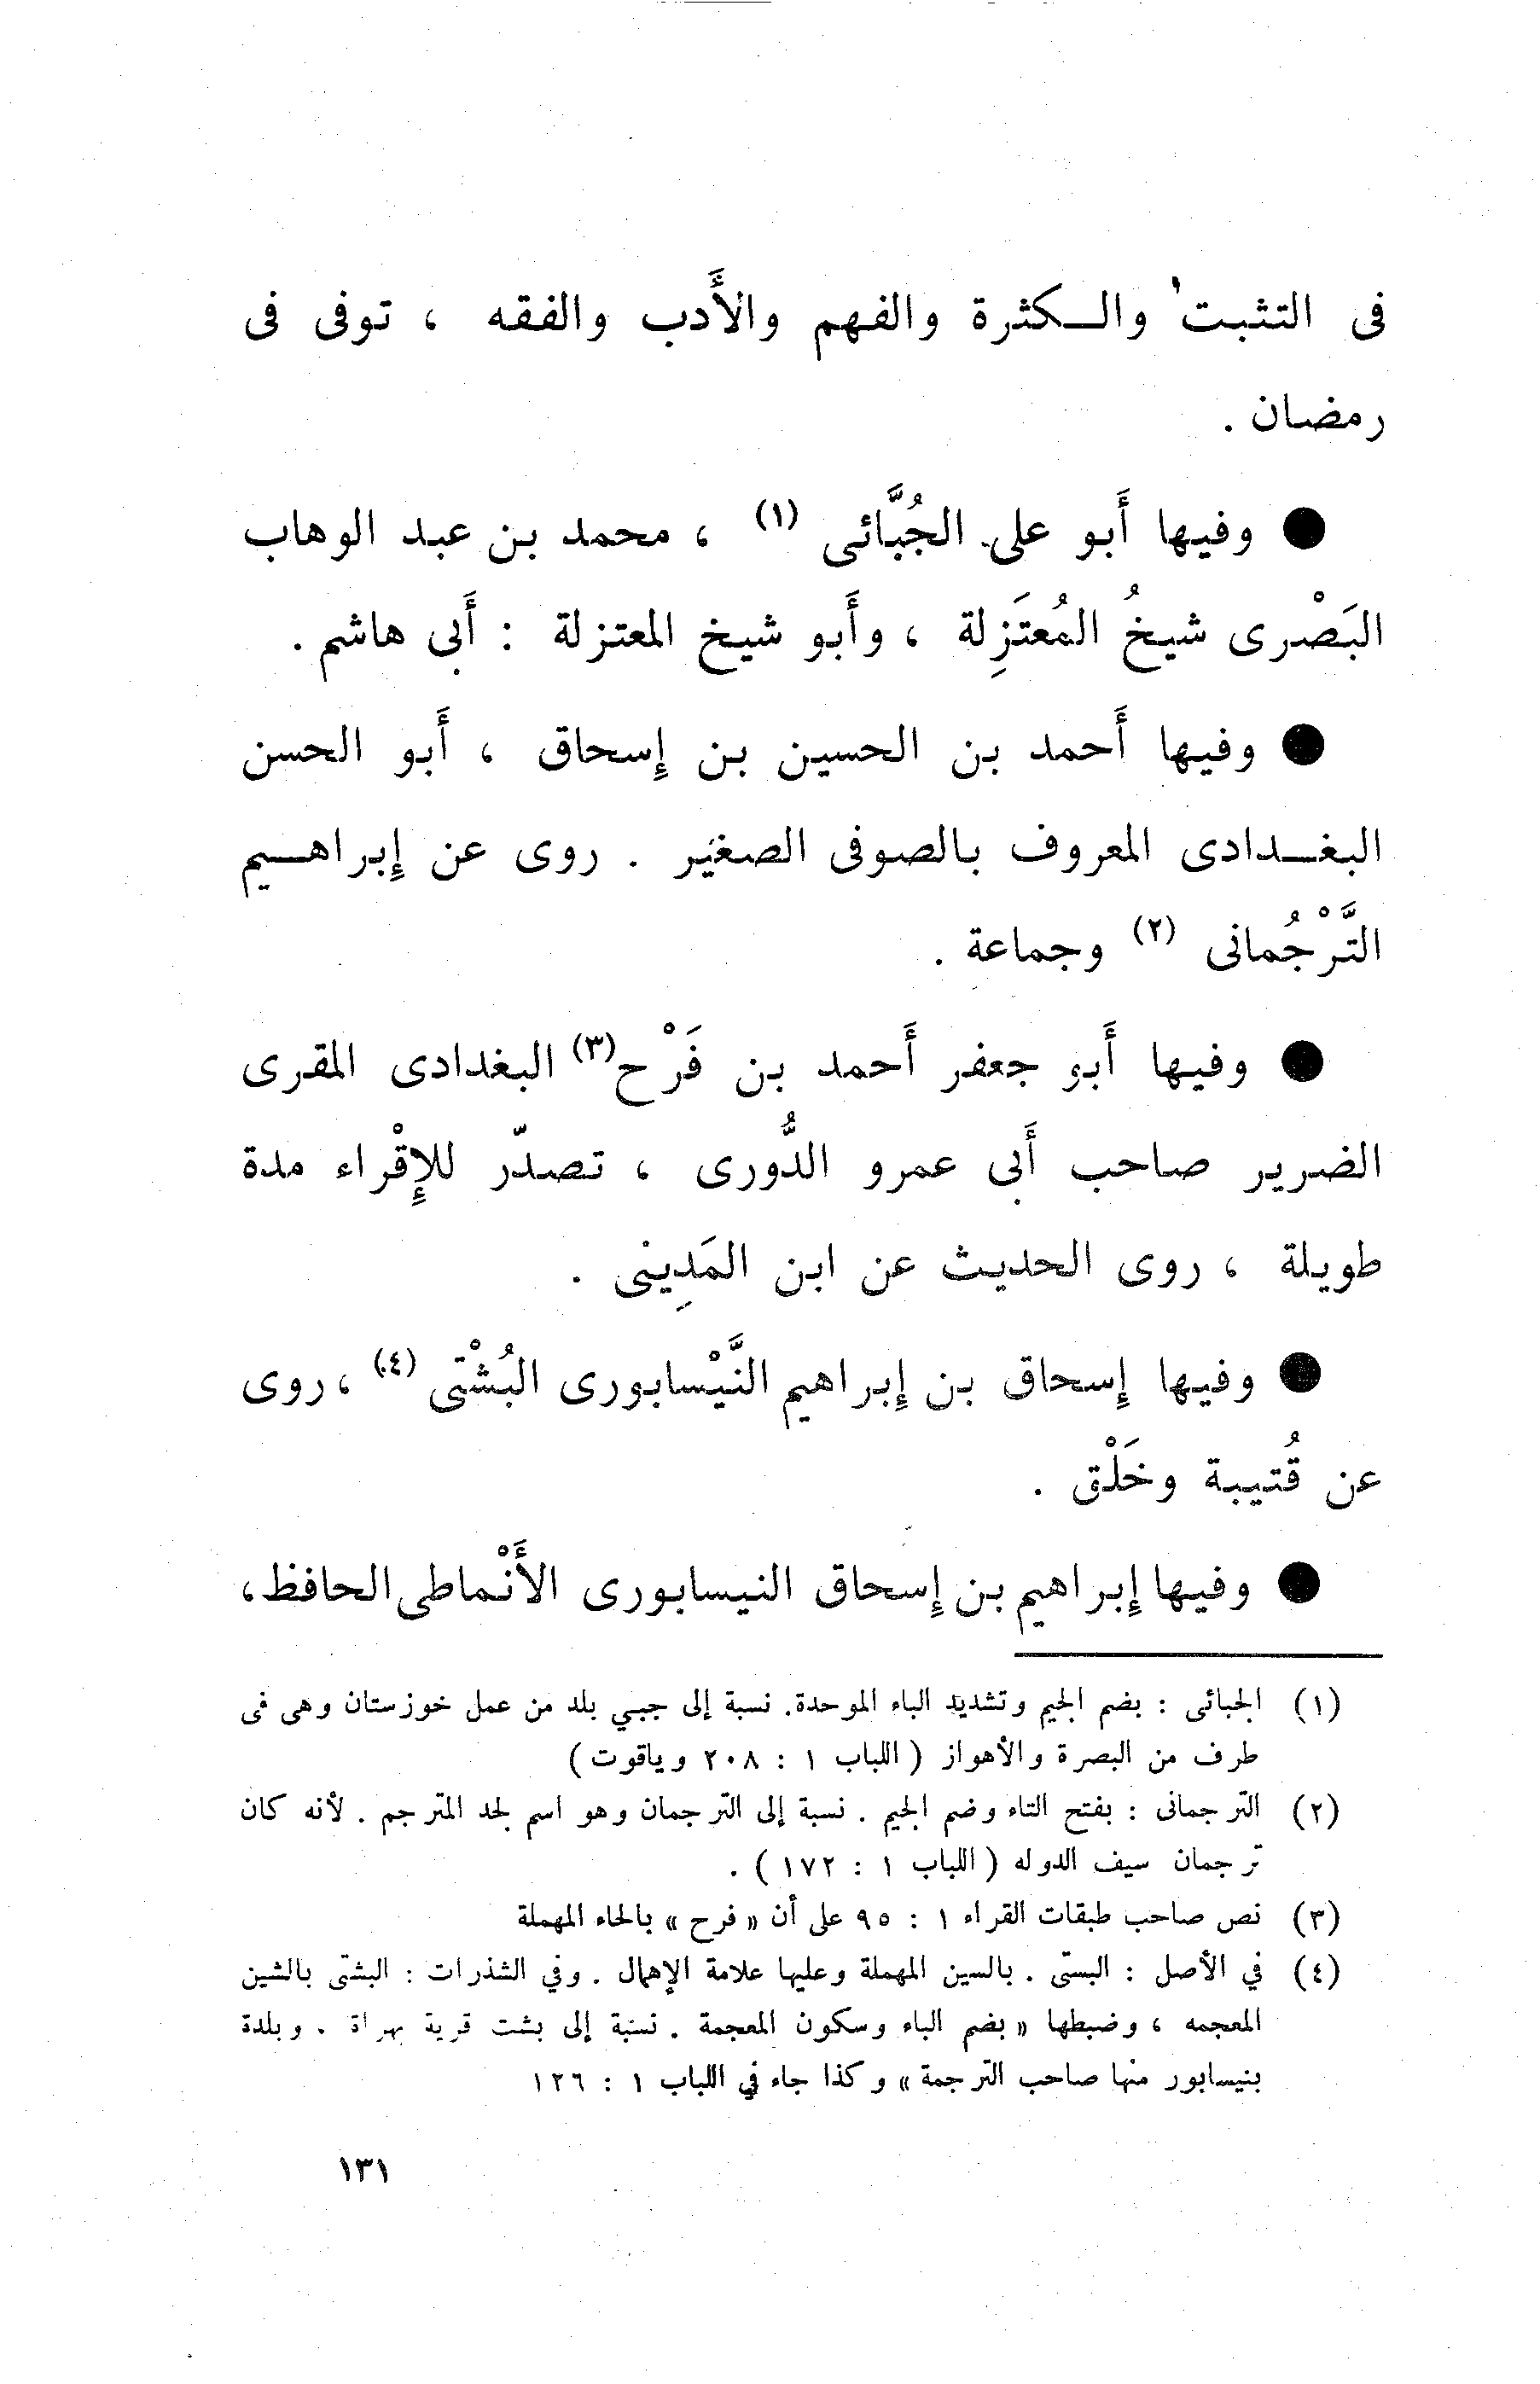 فى التثبت والكثرة والفهم والأَدب والفقه ، توفى فى
رمضان .
● وفيها أَبو على الجُبَّائى (١) ، محمد بن عبد الوهاب
البَصْرى شيخُ المُعتَزِلة ، وأَبو شيخ المعتزلة : أَبى هاشم .
● وفيها أَحمد بن الحسين بن إِسحاق ، أَبو الحسن
البغدادى المعروف بالصوفى الصغير . روى عن إِبراهيم
التَّرْجُمانى (٢) وجماعة .
● وفيها أَبو جعفر أَحمد بن فَرْح (٣) البغدادى المقرى
الضرير صاحب أَبى عمرو الدُّورى ، تصدّر للإِقْراء مدة
طويلة ، روى الحديث عن ابن المَدِينى .
● وفيها إِسحاق بن إِبراهيم النَّيْسابورى البُشْتى (٤) ، روى
عن قُتيبة وخَلْق .
● وفيها إِبراهيم بن إِسحاق النيسابورى الأَنْماطى الحافظ ،
(١) الجبائى : بضم الجيم وتشديد الباء الموحدة. نسبة إلى جبي بلد من عمل خوزستان وهى فى
طرف من البصرة والأهواز ( اللباب ١ : ٢٠٨ وياقوت )
(٢) الترجمانى : بفتح التاء وضم الجيم . نسبة إلى الترجمان وهو اسم لجد المترجم . لأنه كان
ترجمان سيف الدوله ( اللباب ١ : ١٧٢ ) .
(٣) نص صاحب طبقات القراء ١ : ٩٥ على أن « فرح » بالحاء المهملة
(٤) في الأصل : البستى . بالسين المهملة وعليها علامة الإهمال . وفي الشذرات : البشتى بالشين
المعجمه ، وضبطها « بضم الباء وسكون المعجمة . نسبة إلى بشت قرية بهراة . وبلدة
بنيسابور منها صاحب الترجمة » وكذا جاء في اللباب ١ : ١٢٦
١٣١